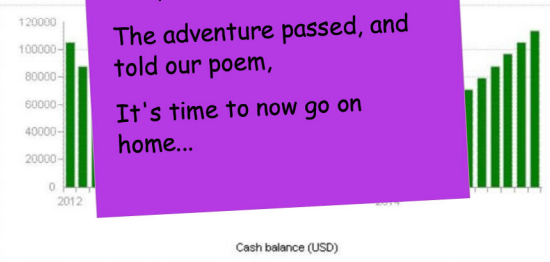 120000
The adventure passed, and
100000
told our poem,
80000
60000
It's time to now go on
40000
home...
20000
0
2012
Cash balance (USD)